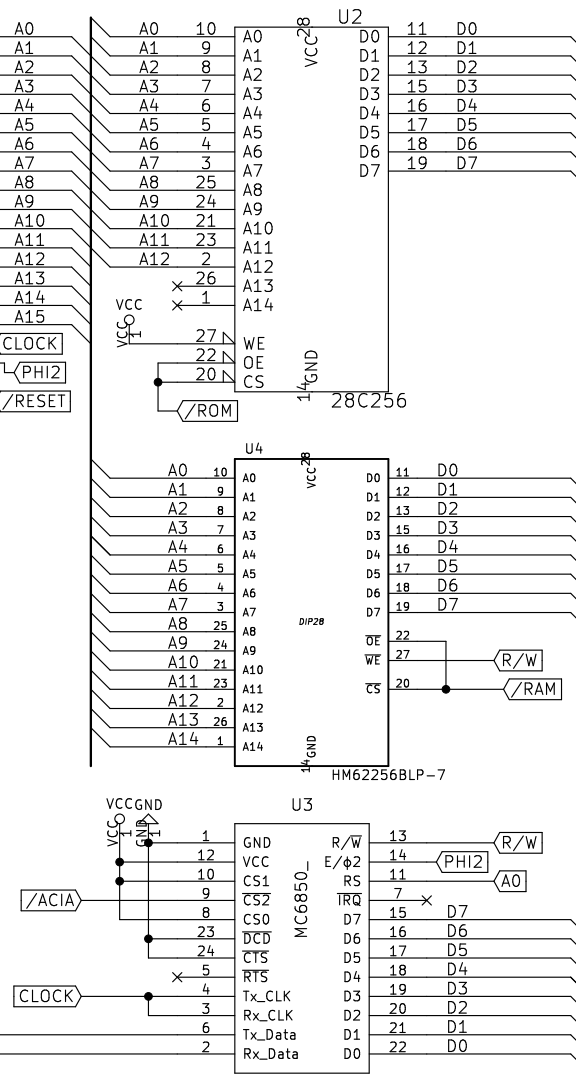 U2
A0 A0 10 A0 VCC 28 D0 11 D0
A1 A1 9 A1 D1 12 D1
A2 A2 8 A2 D2 13 D2
A3 A3 7 A3 D3 15 D3
A4 A4 6 A4 D4 16 D4
A5 A5 5 A5 D5 17 D5
A6 A6 4 A6 D6 18 D6
A7 A7 3 A7 D7 19 D7
A8 A8 25 A8
A9 A9 24 A9
A10 A10 21 A10
A11 A11 23 A11
A12 A12 2 A12
A13 26 A13
A14 1 A14
A15 VCC
VCC 1
CLOCK 27 WE
PHI2 22 OE
20 CS 14 GND
/RESET /ROM 28C256
U4
A0 10 A0 VCC 28 D0 11 D0
A1 9 A1 D1 12 D1
A2 8 A2 D2 13 D2
A3 7 A3 D3 15 D3
A4 6 A4 D4 16 D4
A5 5 A5 D5 17 D5
A6 4 A6 D6 18 D6
A7 3 A7 D7 19 D7
A8 25 A8 DIP28
A9 24 A9 OE 22
A10 21 A10 WE 27 R/W
A11 23 A11 CS 20 /RAM
A12 2 A12
A13 26 A13
A14 1 A14 14 GND
HM62256BLP-7
VCC GND U3
VCC 1 GND 1
1 GND R/W 13 R/W
12 VCC E/ϕ2 14 PHI2
10 CS1 RS 11 A0
/ACIA 9 CS2 IRQ 7
8 CS0 MC6850_ D7 15 D7
23 DCD D6 16 D6
24 CTS D5 17 D5
5 RTS D4 18 D4
CLOCK 4 Tx_CLK D3 19 D3
3 Rx_CLK D2 20 D2
6 Tx_Data D1 21 D1
2 Rx_Data D0 22 D0